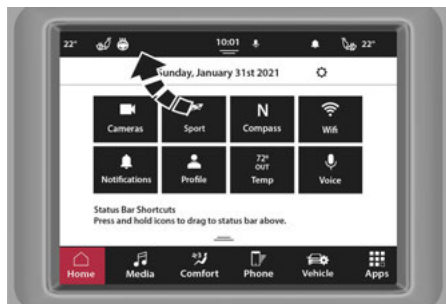 22° 10:01 22°
Sunday, January 31st 2021
N
Cameras Sport Compass Wifi
72°
OUT
Notifications Profile Temp Voice
Status Bar Shortcuts
Press and hold icons to drag to status bar above.
Home Media Comfort Phone Vehicle Apps